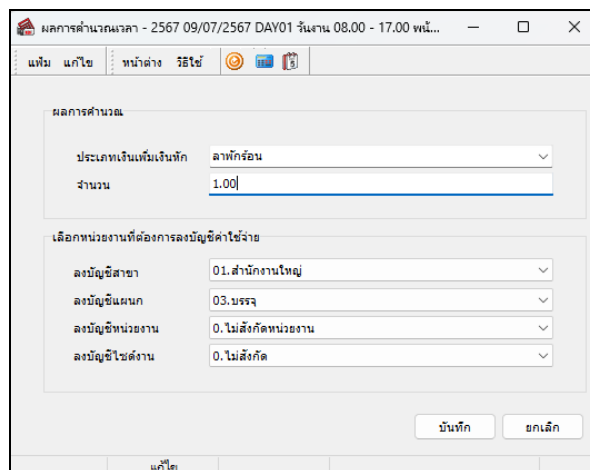 ผลการคำนวณเวลา - 2567 09/07/2567 DAY01 วันงาน 08.00 - 17.00 พนั...
แฟ้ม แก้ไข หน้าต่าง วิธีใช้
ผลการคำนวณ
ประเภทเงินเพิ่มเงินหัก ลาพักร้อน
จำนวน 1.00
เลือกหน่วยงานที่ต้องการลงบัญชีค่าใช้จ่าย
ลงบัญชีสาขา 01.สำนักงานใหญ่
ลงบัญชีแผนก 03.บรรจุ
ลงบัญชีหน่วยงาน 0.ไม่สังกัดหน่วยงาน
ลงบัญชีไซด์งาน 0.ไม่สังกัด
บันทึก ยกเลิก
แก้ไข